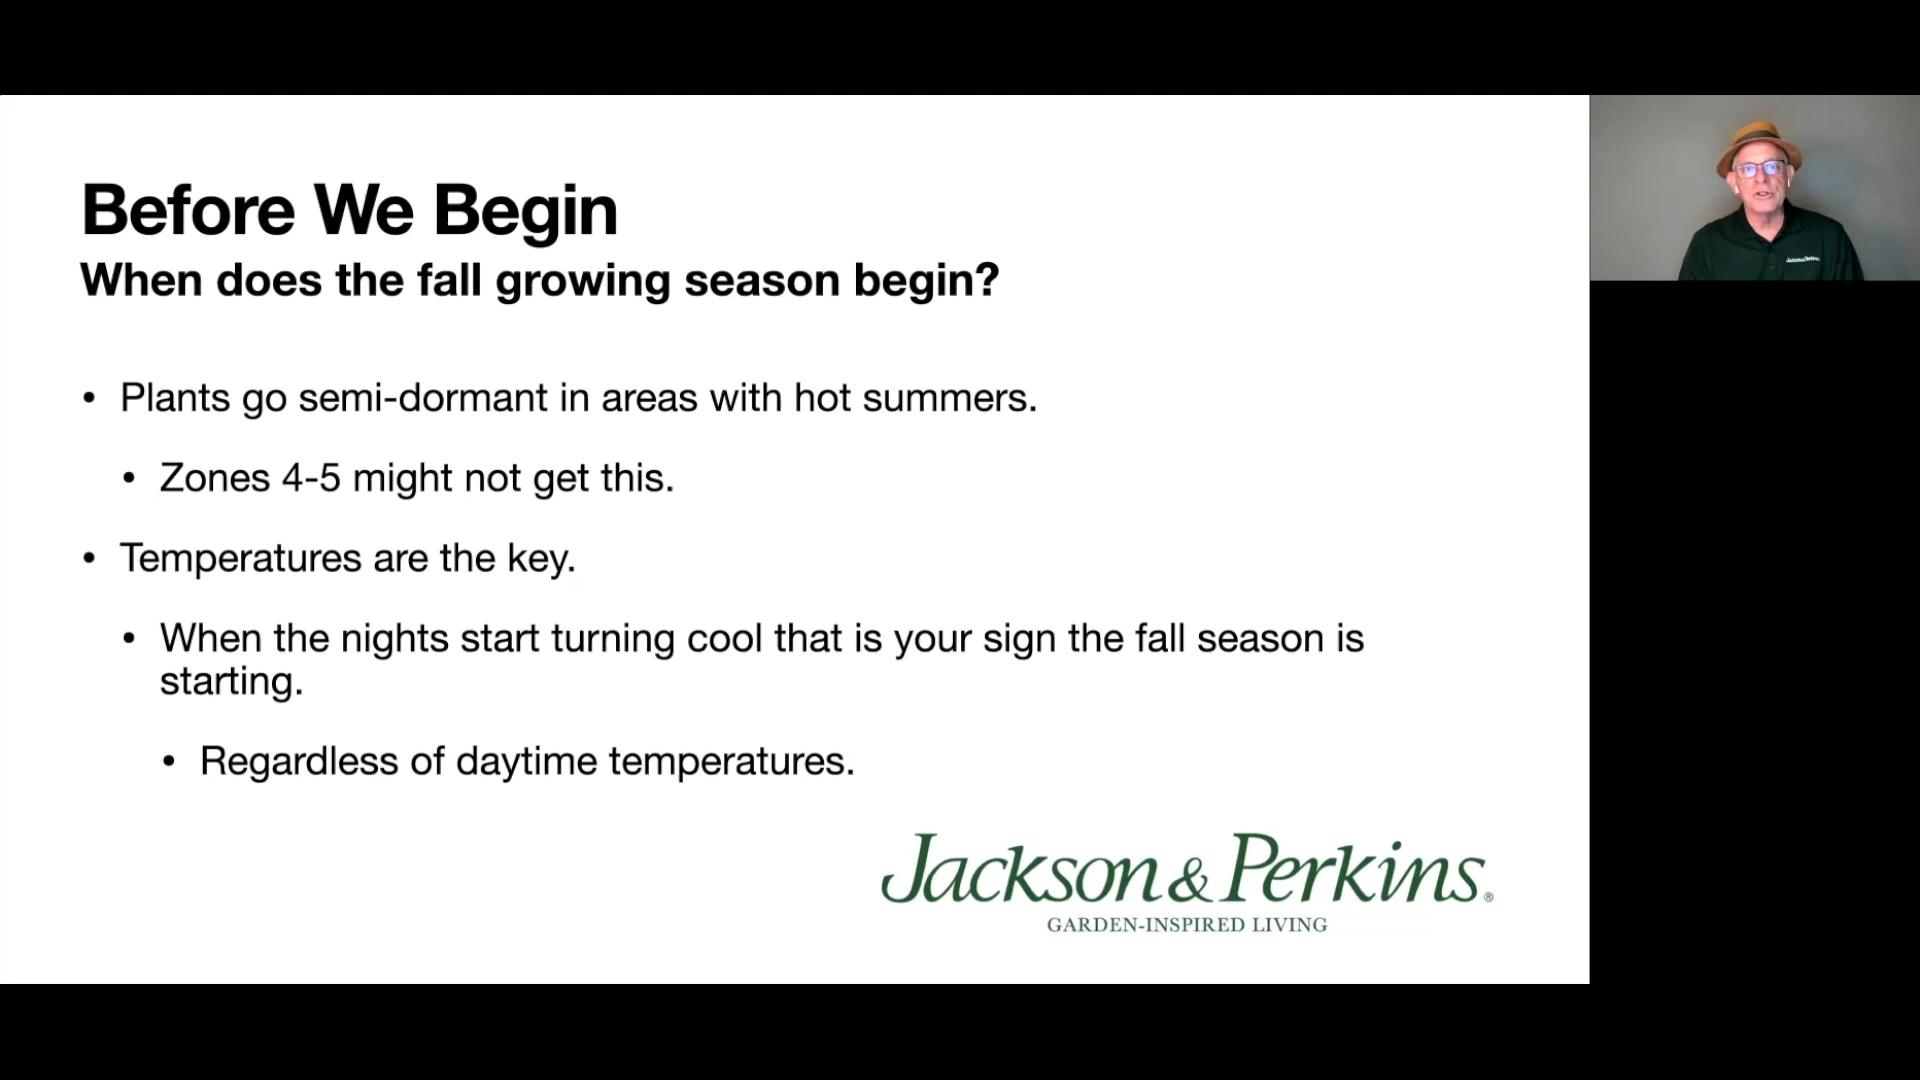 Before We Begin
When does the fall growing season begin?
• Plants go semi-dormant in areas with hot summers.
• Zones 4-5 might not get this.
• Temperatures are the key.
• When the nights start turning cool that is your sign the fall season is
starting.
• Regardless of daytime temperatures.
Jackson & Perkins®
GARDEN-INSPIRED LIVING
Jackson&Perkins